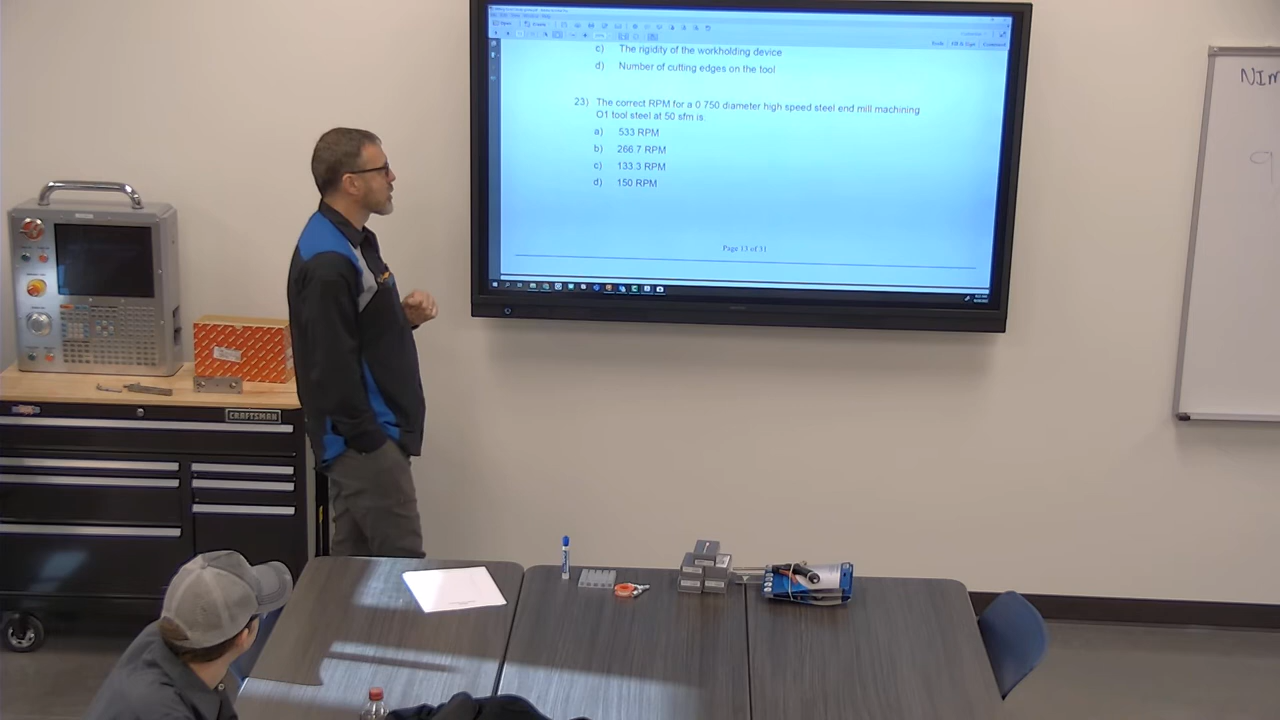 c) The rigidity of the workholding device
d) Number of cutting edges on the tool
23) The correct RPM for a 0 750 diameter high speed steel end mill machining
O1 tool steel at 50 sfm is.
a) 533 RPM
b) 266.7 RPM
c) 133.3 RPM
d) 150 RPM
Page 13 of 31
CRAFTSMAN